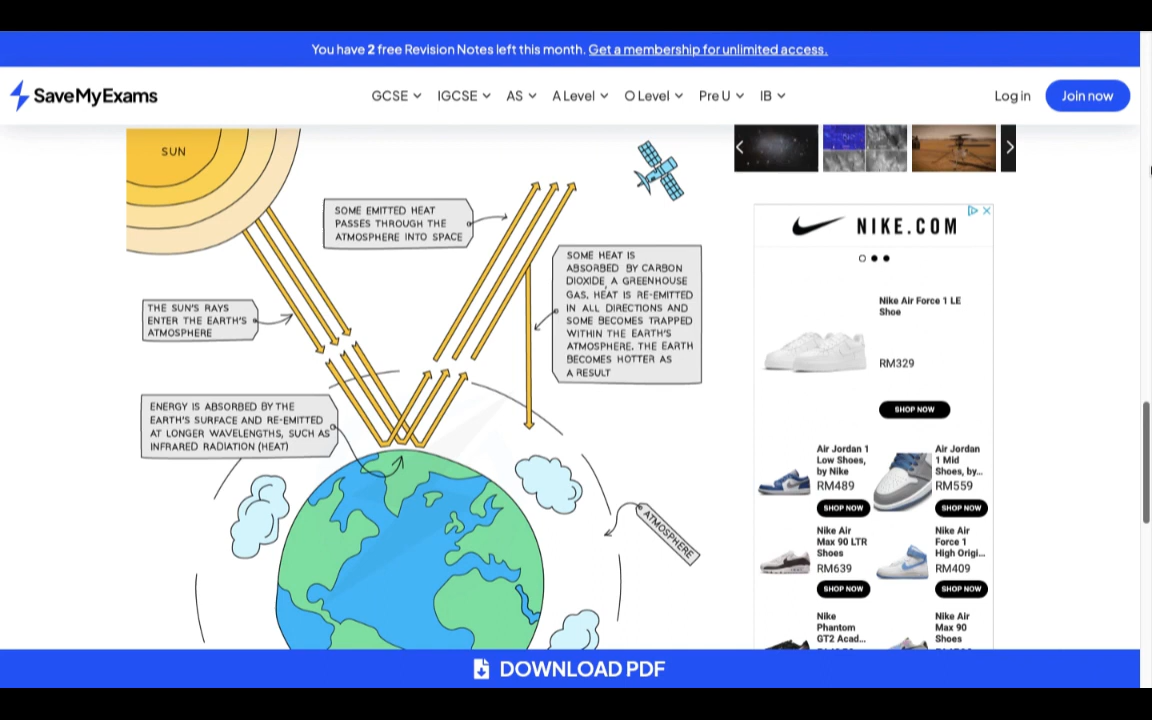 You have 2 free Revision Notes left this month. Get a membership for unlimited access.
SaveMyExams
GCSE IGCSE AS A Level O Level Pre U IB
Log in
Join now
SUN
SOME EMITTED HEAT
PASSES THROUGH THE
ATMOSPHERE INTO SPACE
SOME HEAT IS
ABSORBED BY CARBON
DIOXIDE, A GREENHOUSE
GAS. HEAT IS RE-EMITTED
IN ALL DIRECTIONS AND
SOME BECOMES TRAPPED
WITHIN THE EARTH'S
ATMOSPHERE. THE EARTH
BECOMES HOTTER AS
A RESULT
THE SUN'S RAYS
ENTER THE EARTH'S
ATMOSPHERE
ENERGY IS ABSORBED BY THE
EARTH'S SURFACE AND RE-EMITTED
AT LONGER WAVELENGTHS, SUCH AS
INFRARED RADIATION (HEAT)
ATMOSPHERE
NIKE.COM
Nike Air Force 1 LE
Shoe
RM329
SHOP NOW
Air Jordan 1
Low Shoes,
by Nike
RM489
SHOP NOW
Air Jordan
1 Mid
Shoes, by...
RM559
SHOP NOW
Nike Air
Max 90 LTR
Shoes
RM639
SHOP NOW
Nike Air
Force 1
High Origi...
RM409
SHOP NOW
Nike
Phantom
GT2 Acad...
Nike Air
Max 90
Shoes
DOWNLOAD PDF